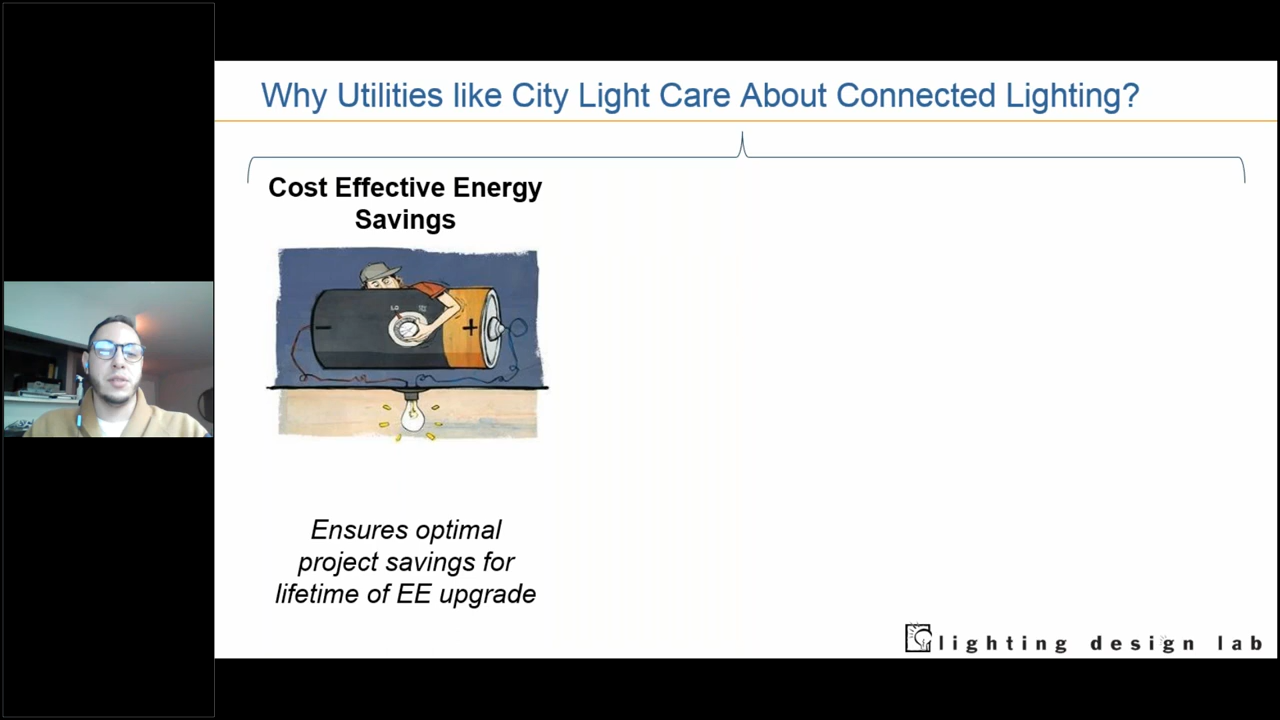 Why Utilities like City Light Care About Connected Lighting?
Cost Effective Energy
Savings
LO
− +
Ensures optimal
project savings for
lifetime of EE upgrade
lighting design lab